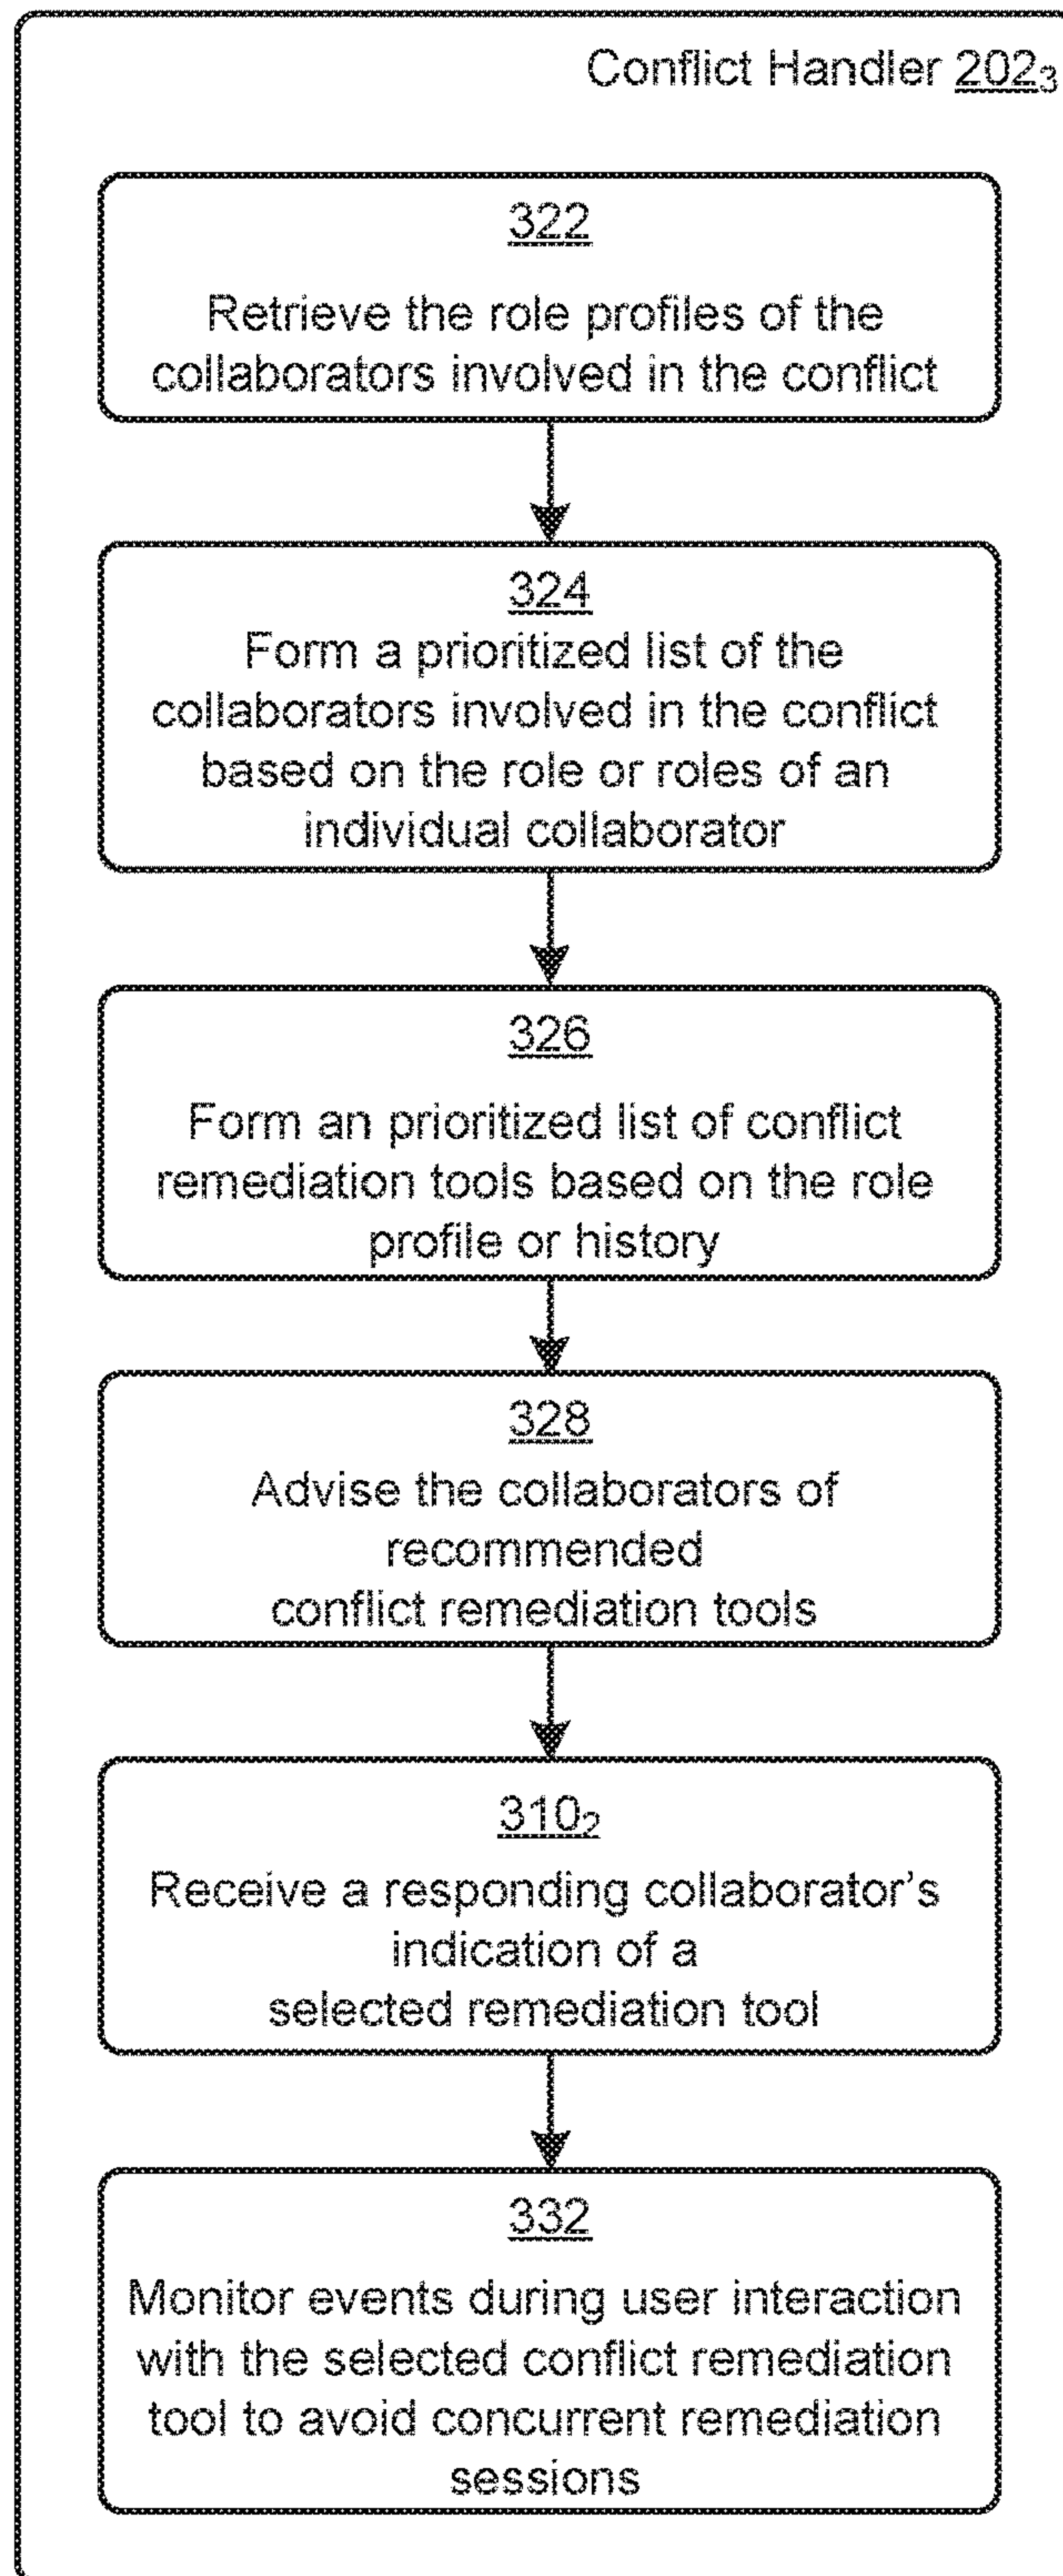 Conflict Handler 202₃
322
Retrieve the role profiles of the
collaborators involved in the conflict
324
Form a prioritized list of the
collaborators involved in the conflict
based on the role or roles of an
individual collaborator
326
Form an prioritized list of conflict
remediation tools based on the role
profile or history
328
Advise the collaborators of
recommended
conflict remediation tools
310₂
Receive a responding collaborator's
indication of a
selected remediation tool
332
Monitor events during user interaction
with the selected conflict remediation
tool to avoid concurrent remediation
sessions